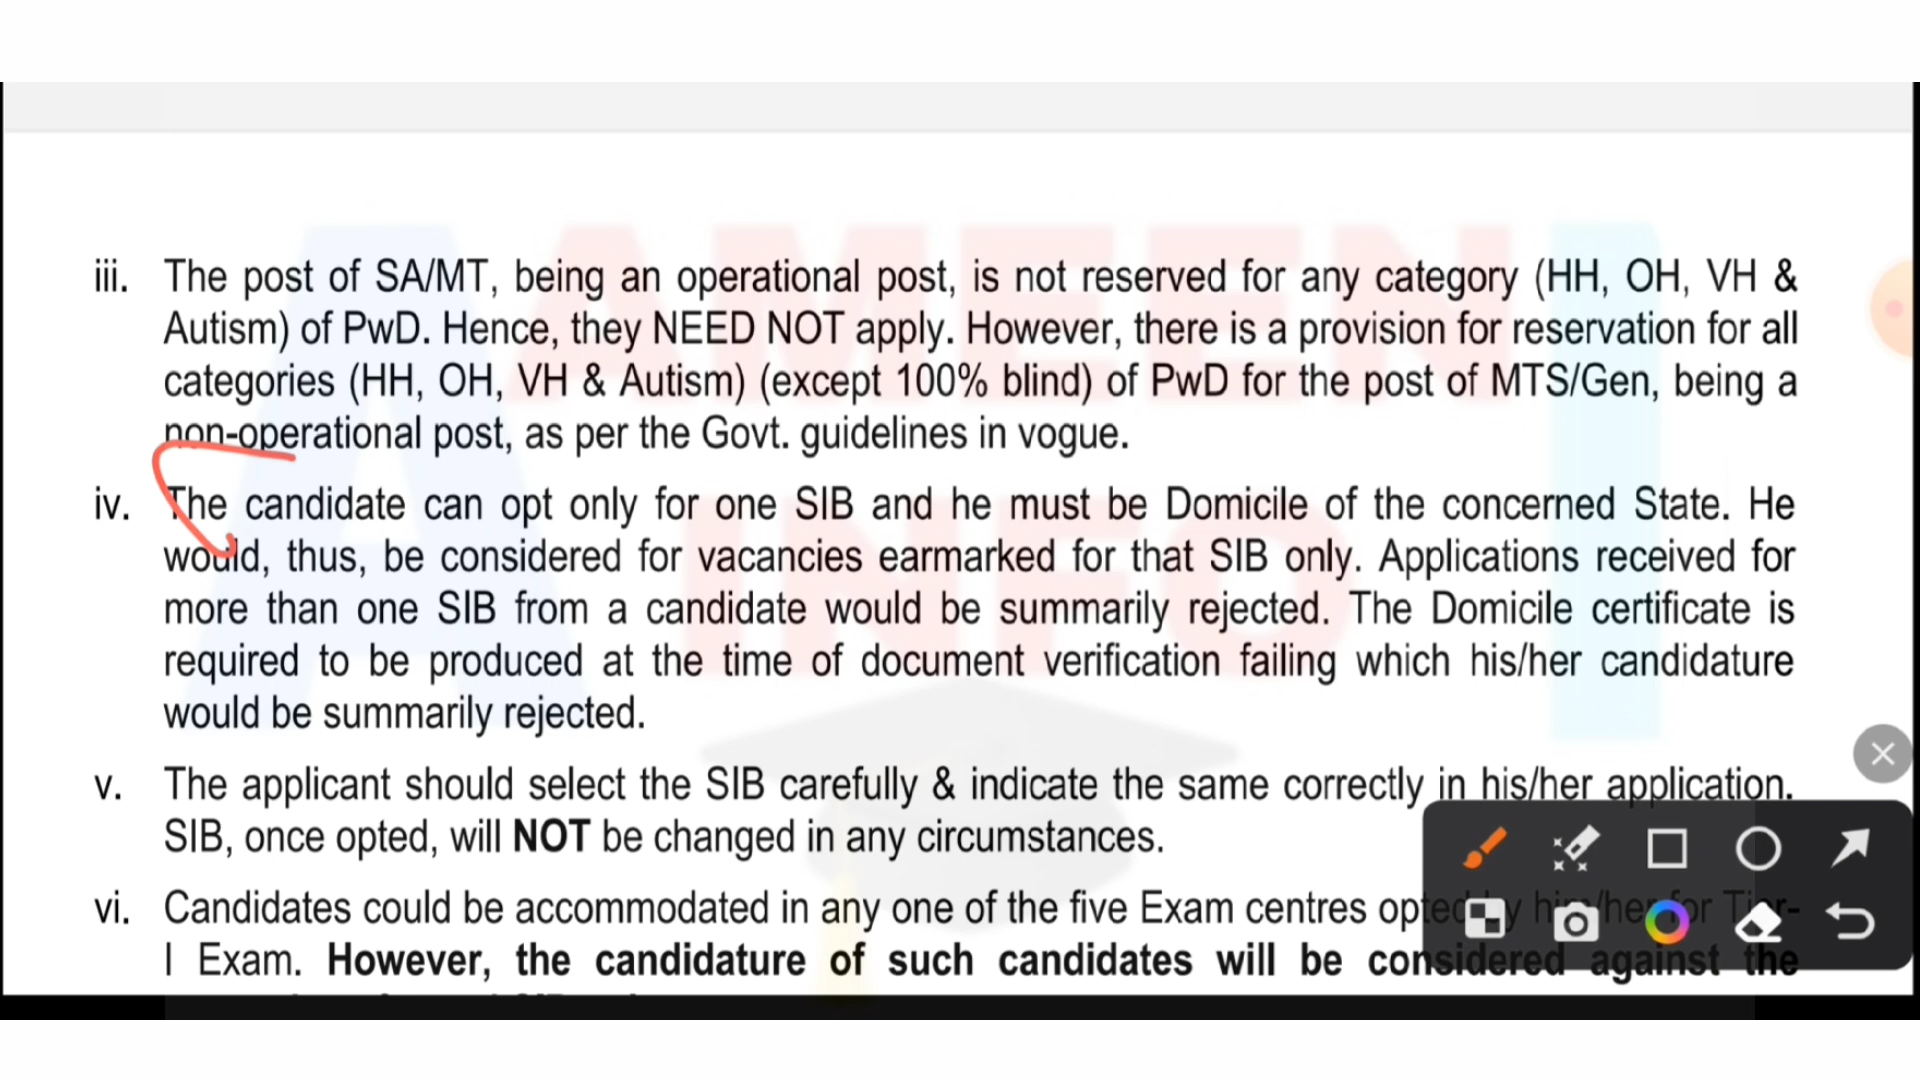 AMEEN
INFO
iii. The post of SA/MT, being an operational post, is not reserved for any category (HH, OH, VH &
Autism) of PwD. Hence, they NEED NOT apply. However, there is a provision for reservation for all
categories (HH, OH, VH & Autism) (except 100% blind) of PwD for the post of MTS/Gen, being a
non-operational post, as per the Govt. guidelines in vogue.
iv. The candidate can opt only for one SIB and he must be Domicile of the concerned State. He
would, thus, be considered for vacancies earmarked for that SIB only. Applications received for
more than one SIB from a candidate would be summarily rejected. The Domicile certificate is
required to be produced at the time of document verification failing which his/her candidature
would be summarily rejected.
v. The applicant should select the SIB carefully & indicate the same correctly in his/her application.
SIB, once opted, will NOT be changed in any circumstances.
vi. Candidates could be accommodated in any one of the five Exam centres opted by him/her for Tier-
I Exam. However, the candidature of such candidates will be considered against the